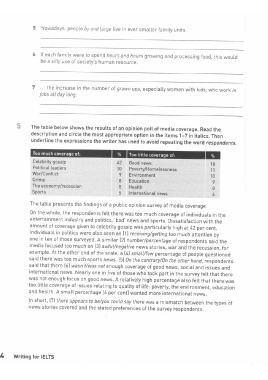 5 Nowadays, people by and large live in ever smaller family units.
6 If each family were to spend hours and hours growing and processing food, this would
be a silly use of society's human resource.
7 ... The increase in the number of grown ups, especially women with kids, who work in
jobs all day long.
5 The table below shows the results of an opinion poll of media coverage. Read the
description and circle the most appropriate option in the items 1–7 in italics. Then
underline the expressions the writer has used to avoid repeating the word respondents.
Too much coverage of: % Too little coverage of: %
Celebrity gossip 42 Good news 18
Political leaders 10 Poverty/Homelessness 13
War/Conflict 9 Environment 10
Crime 9 Education 9
The economy/recession 5 Health 8
Sports 5 International news 4
The table presents the findings of a public opinion survey of media coverage.
On the whole, the respondents felt there was too much coverage of individuals in the
entertainment industry and politics, 'bad' news and sports. Dissatisfaction with the
amount of coverage given to celebrity gossip was particularly high at 42 per cent.
Individuals in politics were also seen as (1) receiving/getting too much attention by
one in ten of those surveyed. A similar (2) number/percentage of respondents said the
media focused too much on (3) awful/negative news stories, war and the recession, for
example. At the other end of the scale, a (4) small/flow percentage of people questioned
said there was too much sports news. (5) On the contrary/On the other hand, respondents
said that there (6) wasn't/was not enough coverage of good news, social and issues and
international news. Nearly one in five of those who took part in the survey felt that there
was not enough focus on good news. A relatively high percentage also felt that there was
too little coverage of issues relating to quality of life: poverty, the environment, education
and health. A small percentage (4 per cent) wanted more international news.
In short, (7) there appears to be/you could say there was a mismatch between the types of
news stories covered and the stated preferences of the survey respondents.
4 Writing for IELTS